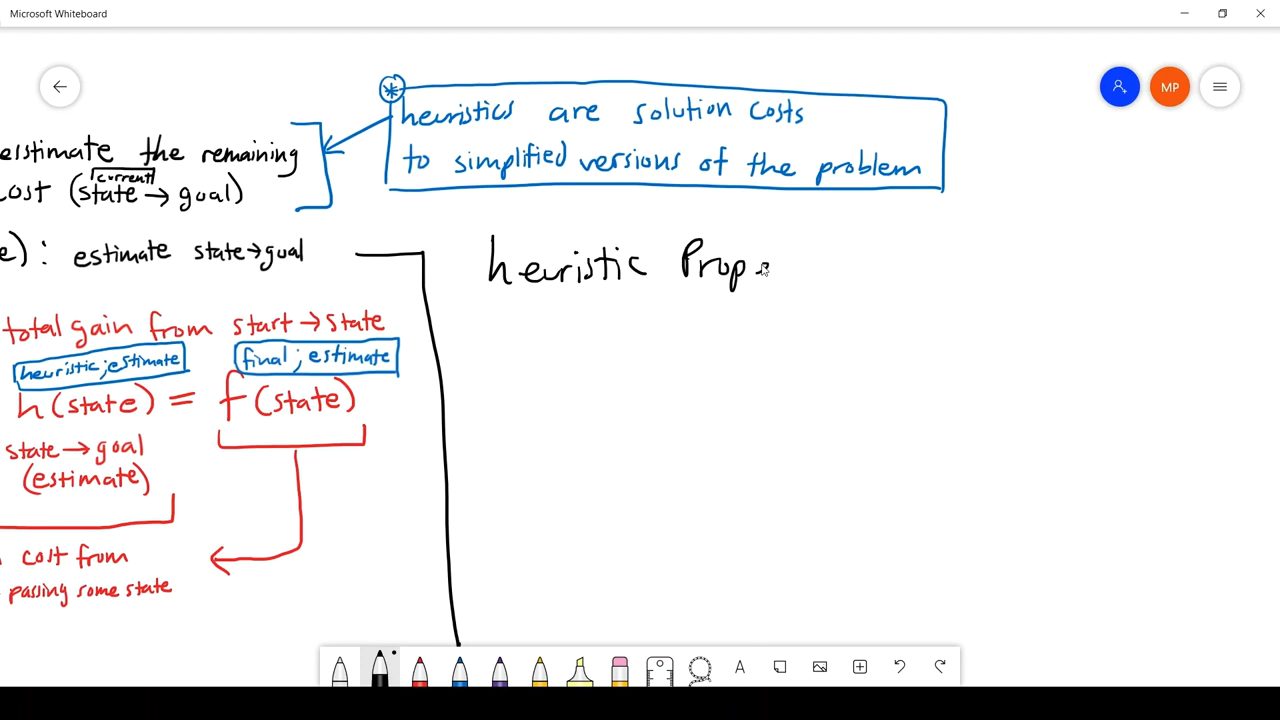 Microsoft Whiteboard
MP
heuristics are solution costs
to simplified versions of the problem
esstimate the remaining
current
cost (state → goal)
e): estimate state→goal
heuristic Prop
total gain from start → state
heuristic; estimate
final; estimate
h(state) = f(state)
state → goal
(estimate)
cost from
passing some state
A